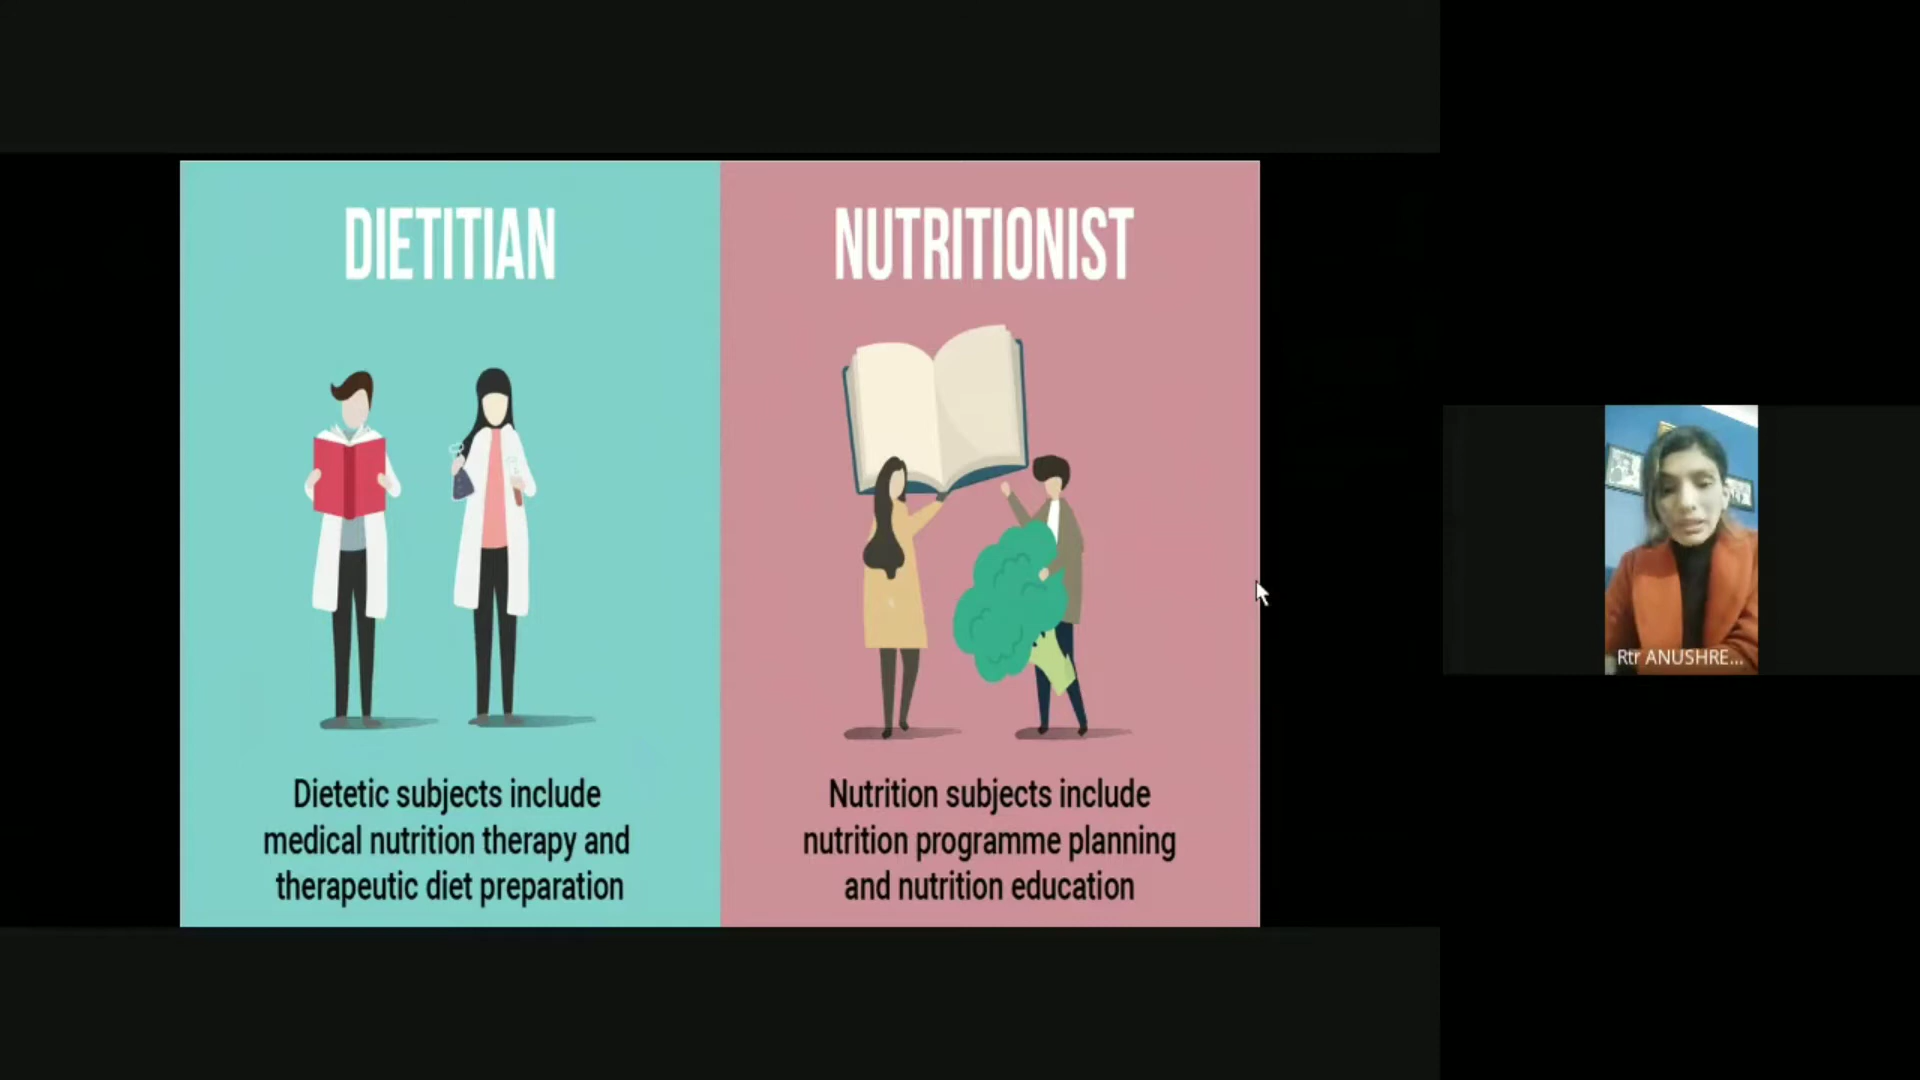 DIETITIAN
Dietetic subjects include
medical nutrition therapy and
therapeutic diet preparation
NUTRITIONIST
Nutrition subjects include
nutrition programme planning
and nutrition education
Rtr ANUSHRE...